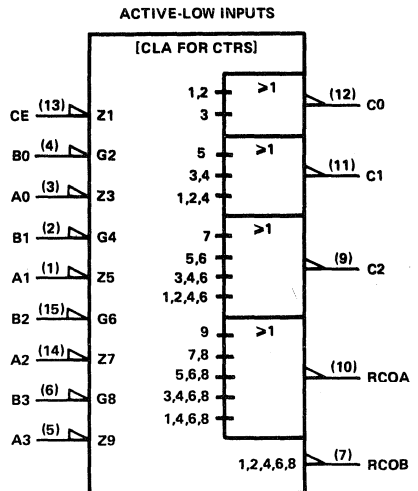 ACTIVE-LOW INPUTS
[CLA FOR CTRS]
CE (13) Z1
B0 (4) G2
A0 (3) Z3
B1 (2) G4
A1 (1) Z5
B2 (15) G6
A2 (14) Z7
B3 (6) G8
A3 (5) Z9
1,2 ≥1 (12) C0
3
5 ≥1
3,4 (11) C1
1,2,4
7 ≥1
5,6 (9) C2
3,4,6
1,2,4,6
9 ≥1
7,8
5,6,8 (10) RCOA
3,4,6,8
1,4,6,8
1,2,4,6,8 (7) RCOB